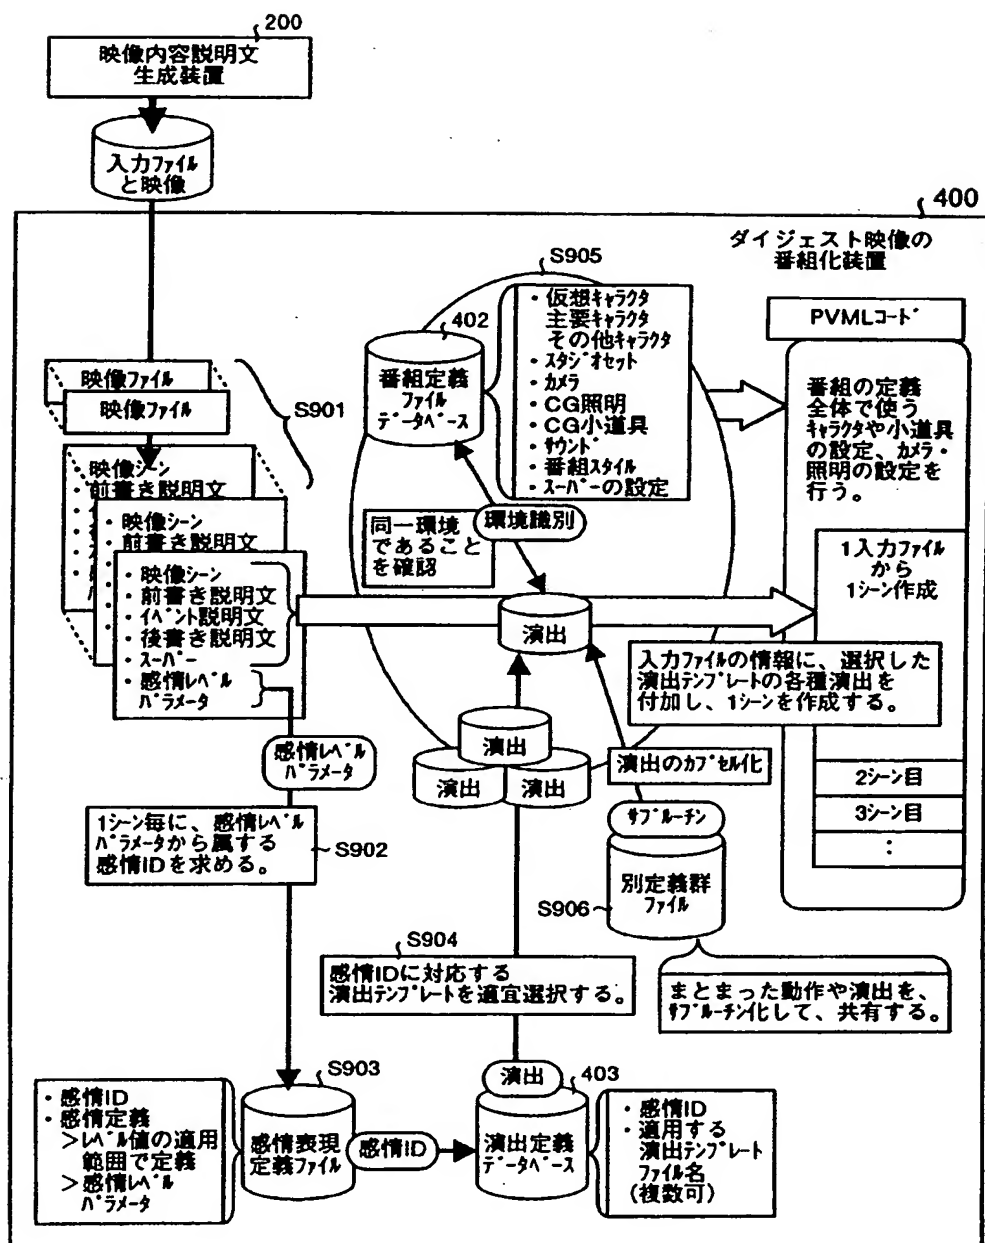 200
映像内容説明文
生成装置
入力ファイル
と映像
400
ダイジェスト映像の
番組化装置
S905
・仮想キャラクタ
主要キャラクタ
その他キャラクタ
・スタジオセット
・カメラ
・CG照明
・CG小道具
・サウンド
・番組スタイル
・スーパーの設定
402
番組定義
ファイル
データベース
PVMLコード
番組の定義
全体で使う
キャラクタや小道具
の設定、カメラ・
照明の設定を
行う。
映像ファイル
映像ファイル
S901
・映像シーン
・前書き説明文
・映像シーン
・前書き説明文
・映像シーン
・前書き説明文
・イベント説明文
・後書き説明文
・スーパー
・感情レベル
パラメータ
同一環境
であること
を確認
環境識別
演出
1入力ファイル
から
1シーン作成
入力ファイルの情報に、選択した
演出テンプレートの各種演出を
付加し、1シーンを作成する。
演出
演出
演出
演出のカプセル化
2シーン目
3シーン目
:
感情レベル
パラメータ
1シーン毎に、感情レベル
パラメータから属する
感情IDを求める。
S902
サブルーチン
別定義群
ファイル
S906
S904
感情IDに対応する
演出テンプレートを適宜選択する。
まとまった動作や演出を、
サブルーチン化して、共有する。
S903
・感情ID
・感情定義
>レベル値の適用
範囲で定義
>感情レベル
パラメータ
感情表現
定義ファイル
感情ID
演出
403
演出定義
データベース
・感情ID
・適用する
演出テンプレート
ファイル名
(複数可)